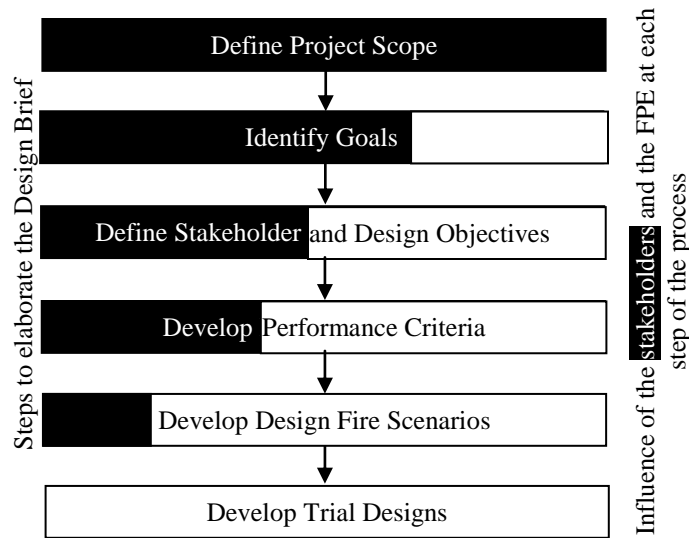 Define Project Scope
Identify Goals
Define Stakeholder and Design Objectives
Develop Performance Criteria
Develop Design Fire Scenarios
Develop Trial Designs
Steps to elaborate the Design Brief
Influence of the stakeholders and the FPE at each
step of the process